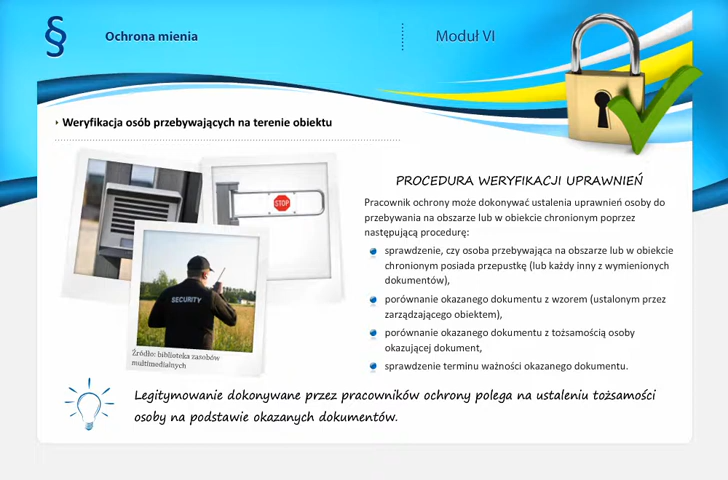 §
Ochrona mienia
Moduł VI
Weryfikacja osób przebywających na terenie obiektu
STOP
SECURITY
Źródło: biblioteka zasobów
multimedialnych
PROCEDURA WERYFIKACJI UPRAWNIEŃ
Pracownik ochrony może dokonywać ustalenia uprawnień osoby do
przebywania na obszarze lub w obiekcie chronionym poprzez
następującą procedurę:
sprawdzenie, czy osoba przebywająca na obszarze lub w obiekcie
chronionym posiada przepustkę (lub każdy inny z wymienionych
dokumentów),
porównanie okazanego dokumentu z wzorem (ustalonym przez
zarządzającego obiektem),
porównanie okazanego dokumentu z tożsamością osoby
okazującej dokument,
sprawdzenie terminu ważności okazanego dokumentu.
Legitymowanie dokonywane przez pracowników ochrony polega na ustaleniu tożsamości
osoby na podstawie okazanych dokumentów.